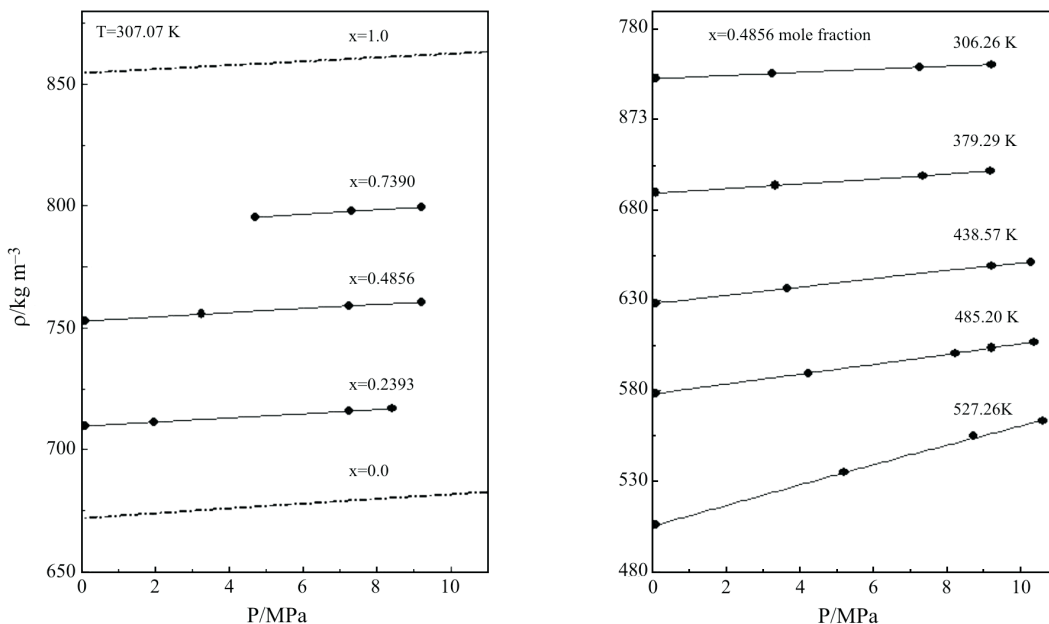 T=307.07 K
x=1.0
850
x=0.7390
800
x=0.4856
750
x=0.2393
700
x=0.0
650
0 2 4 6 8 10
P/MPa
ρ/kg m⁻³
x=0.4856 mole fraction
780
306.26 K
873
379.29 K
680
438.57 K
630
485.20 K
580
527.26K
530
480
0 2 4 6 8 10
P/MPa